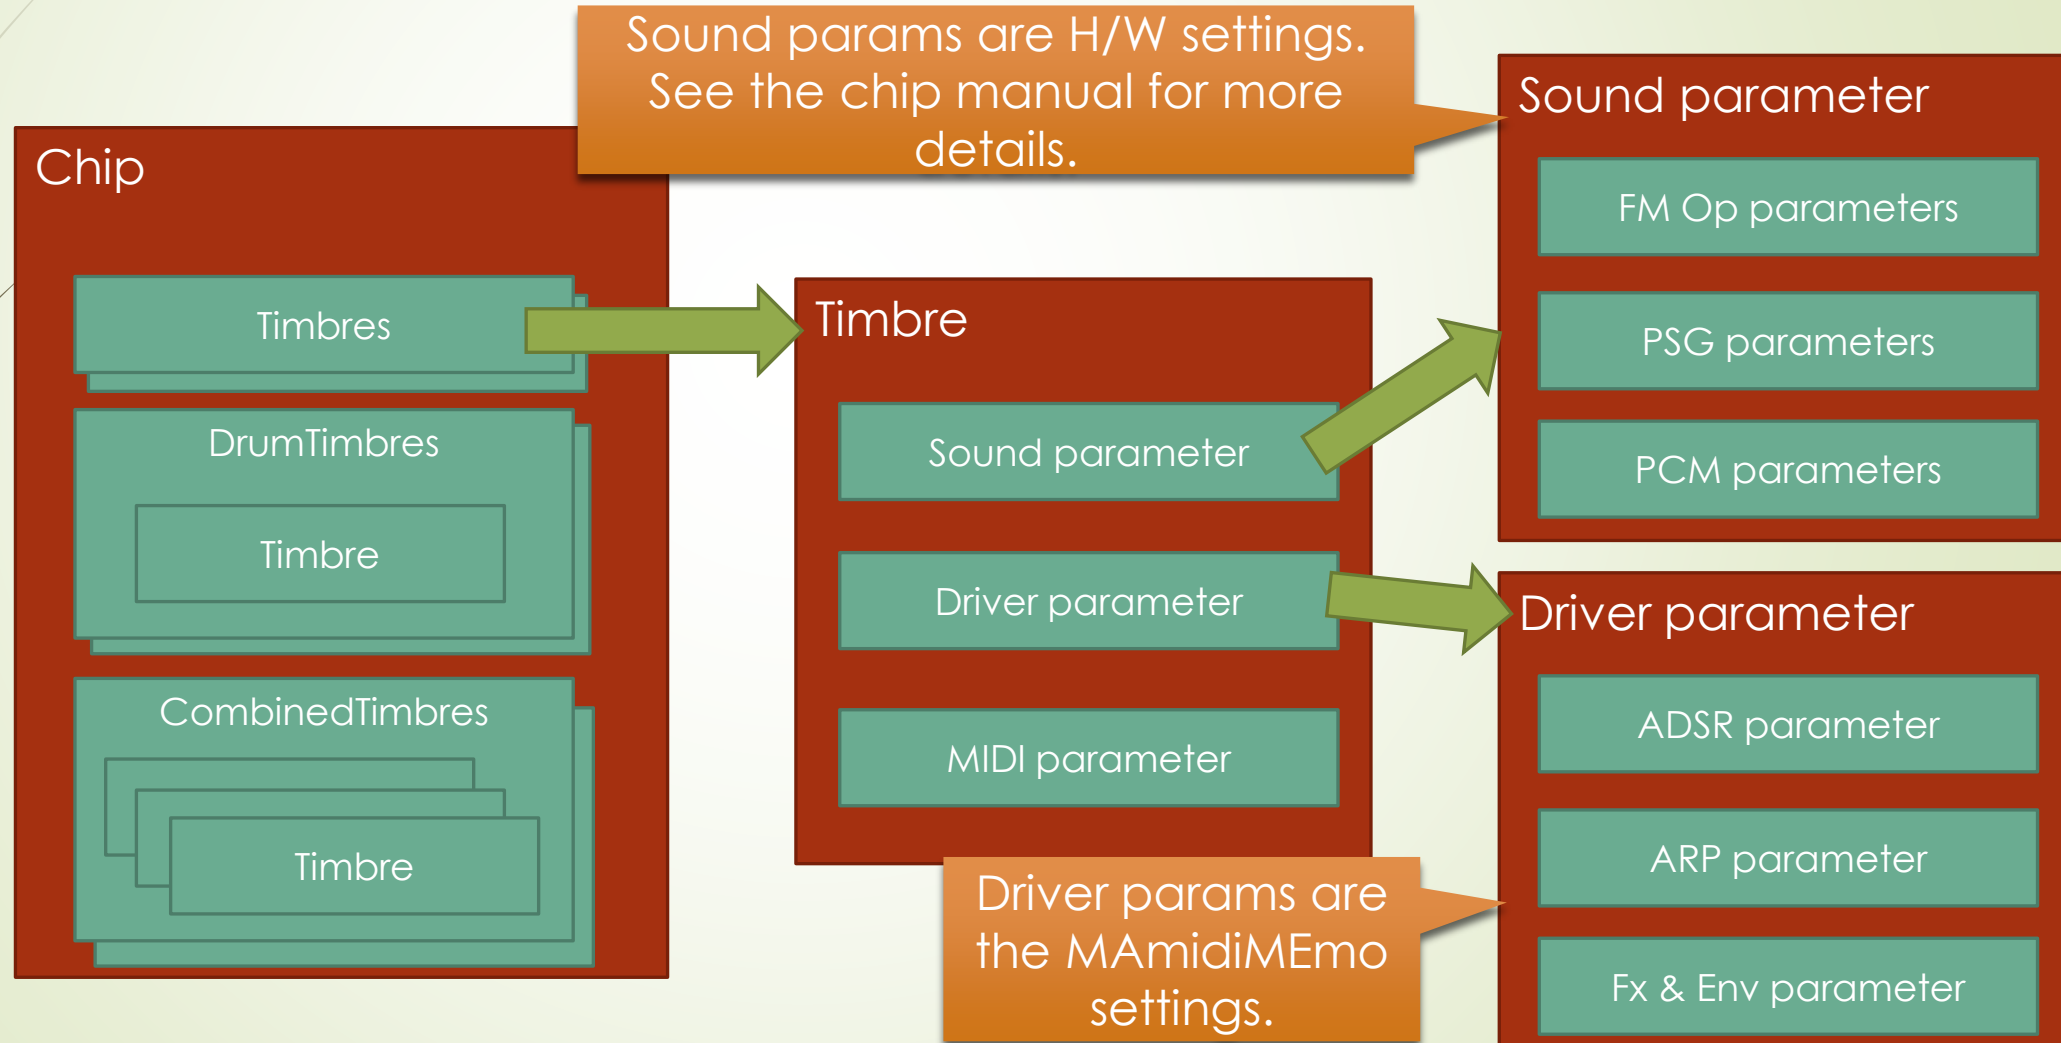 Sound params are H/W settings.
See the chip manual for more
details.
Chip
Timbres
DrumTimbres
Timbre
CombinedTimbres
Timbre
Timbre
Sound parameter
Driver parameter
MIDI parameter
Driver params are
the MAmidiMEmo
settings.
Sound parameter
FM Op parameters
PSG parameters
PCM parameters
Driver parameter
ADSR parameter
ARP parameter
Fx & Env parameter